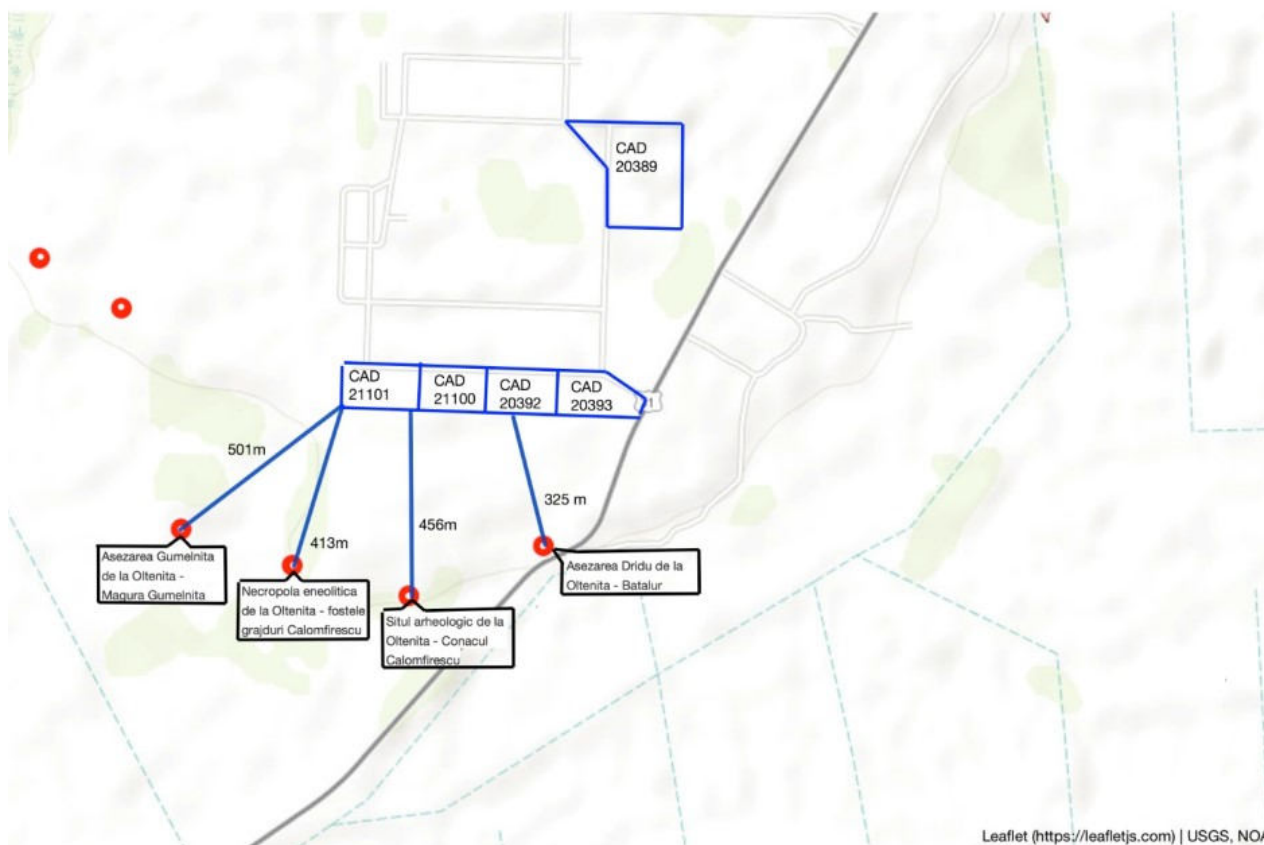 CAD
20389
CAD
21101
CAD
21100
CAD
20392
CAD
20393
1
501m
413m
456m
325 m
Asezarea Gumelnita
de la Oltenita -
Magura Gumelnita
Necropola eneolitica
de la Oltenita - fostele
grajduri Calomfirescu
Situl arheologic de la
Oltenita - Conacul
Calomfirescu
Asezarea Dridu de la
Oltenita - Batalur
Leaflet (https://leafletjs.com) | USGS, NOA